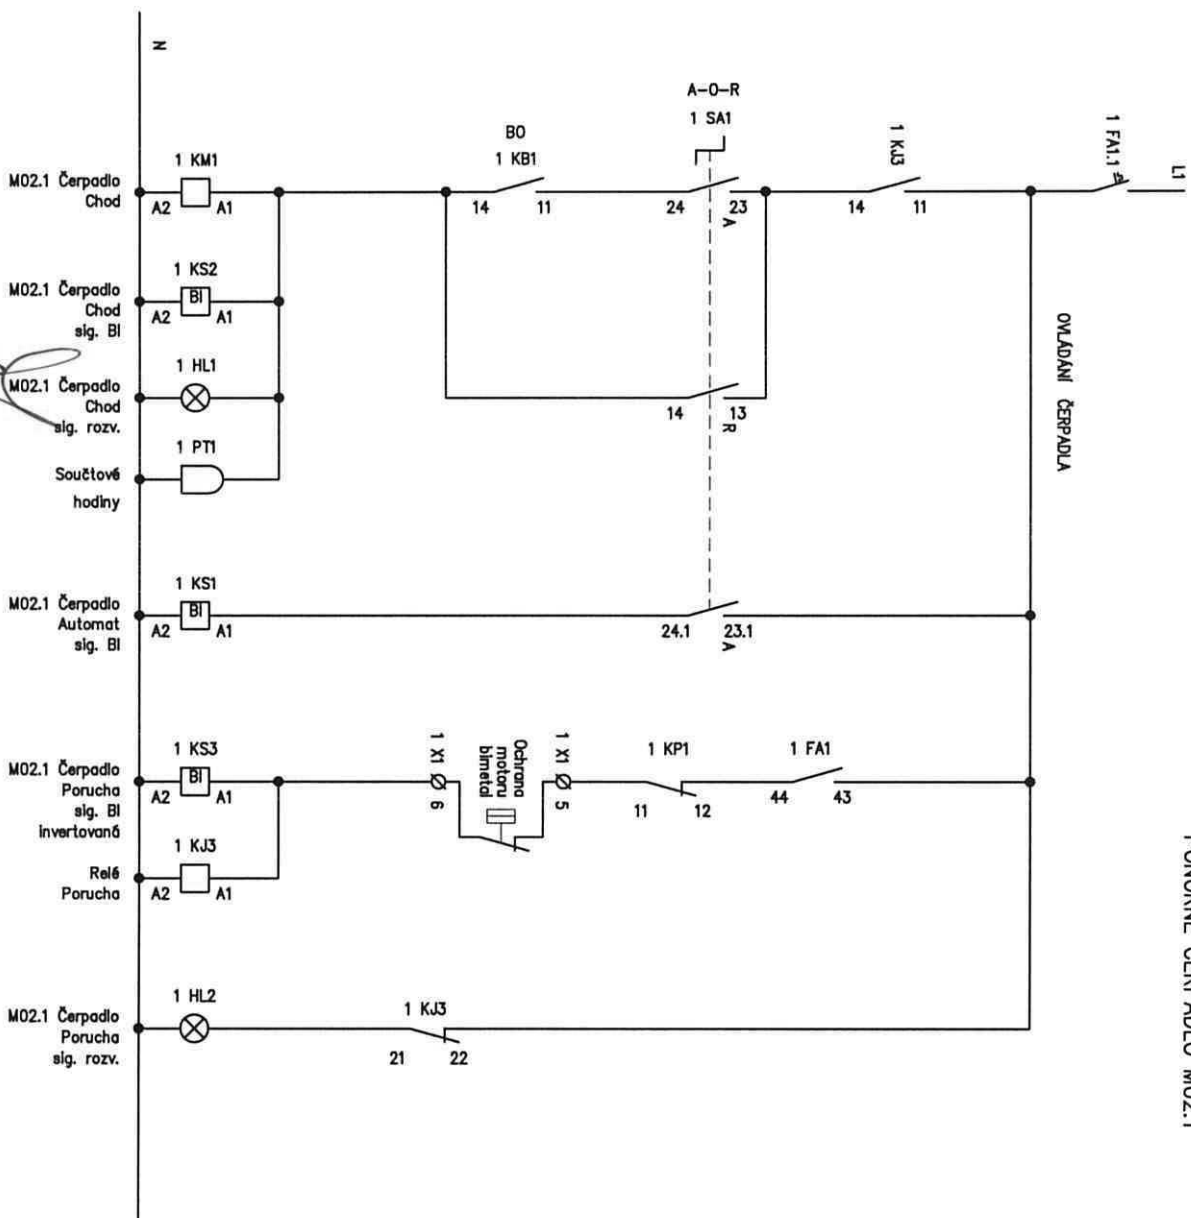 N
L1
1 FA1.1
A-O-R
1 SA1
BO
1 KB1
1 KJ3
1 KM1
M02.1 Čerpadlo
Chod
A2 A1
14 11
24 23
A
14 11
OVLÁDÁNÍ ČERPADLA
1 KS2
BI
M02.1 Čerpadlo
Chod
sig. BI
A2 A1
1 HL1
M02.1 Čerpadlo
Chod
sig. rozv.
14 13
R
1 PT1
Součtové
hodiny
1 KS1
BI
M02.1 Čerpadlo
Automat
sig. BI
A2 A1
24.1 23.1
A
1 KS3
BI
M02.1 Čerpadlo
Porucha
sig. BI
invertovaná
A2 A1
1 X1
6
Ochrana
motoru
bimetal
1 X1
5
1 KP1
11 12
1 FA1
44 43
1 KJ3
Relé
Porucha
A2 A1
1 HL2
M02.1 Čerpadlo
Porucha
sig. rozv.
1 KJ3
21 22